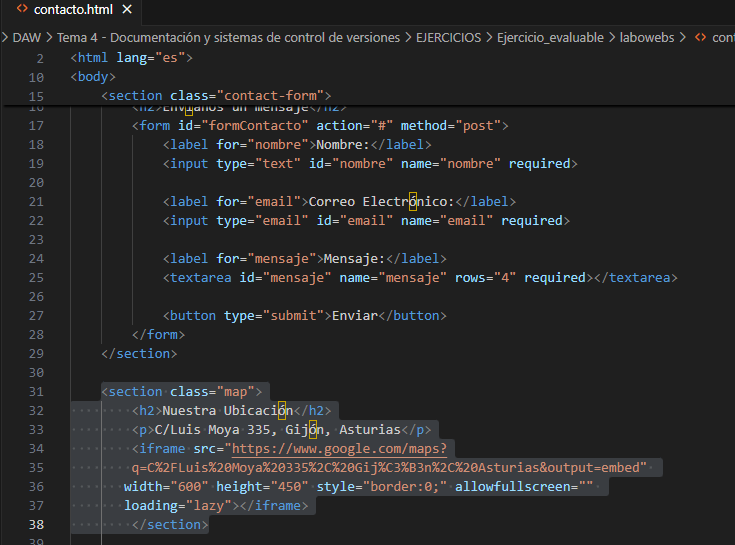 contacto.html
DAW > Tema 4 - Documentación y sistemas de control de versiones > EJERCICIOS > Ejercicio_evaluable > labowebs >
2 <html lang="es">
10 <body>
15 <section class="contact-form">
16 <h2>Envíanos un mensaje</h2>
17 <form id="formContacto" action="#" method="post">
18 <label for="nombre">Nombre:</label>
19 <input type="text" id="nombre" name="nombre" required>
20
21 <label for="email">Correo Electrónico:</label>
22 <input type="email" id="email" name="email" required>
23
24 <label for="mensaje">Mensaje:</label>
25 <textarea id="mensaje" name="mensaje" rows="4" required></textarea>
26
27 <button type="submit">Enviar</button>
28 </form>
29 </section>
30
31 <section class="map">
32 <h2>Nuestra Ubicación</h2>
33 <p>C/Luis Moya 335, Gijón, Asturias</p>
34 <iframe src="https://www.google.com/maps?
35 q=C%2FLuis%20Moya%20335%2C%20Gij%C3%B3n%2C%20Asturias&output=embed"
36 width="600" height="450" style="border:0;" allowfullscreen=""
37 loading="lazy"></iframe>
38 </section>
39